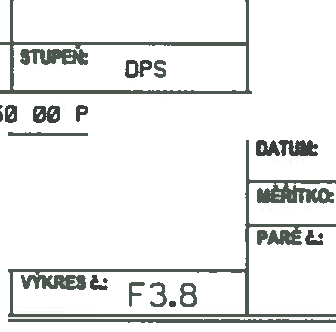 STUPEŇ:
DPS
50 00 P
DATUM:
MĚŘÍTKO:
PARÉ č.:
VÝKRES č.:
F3.8